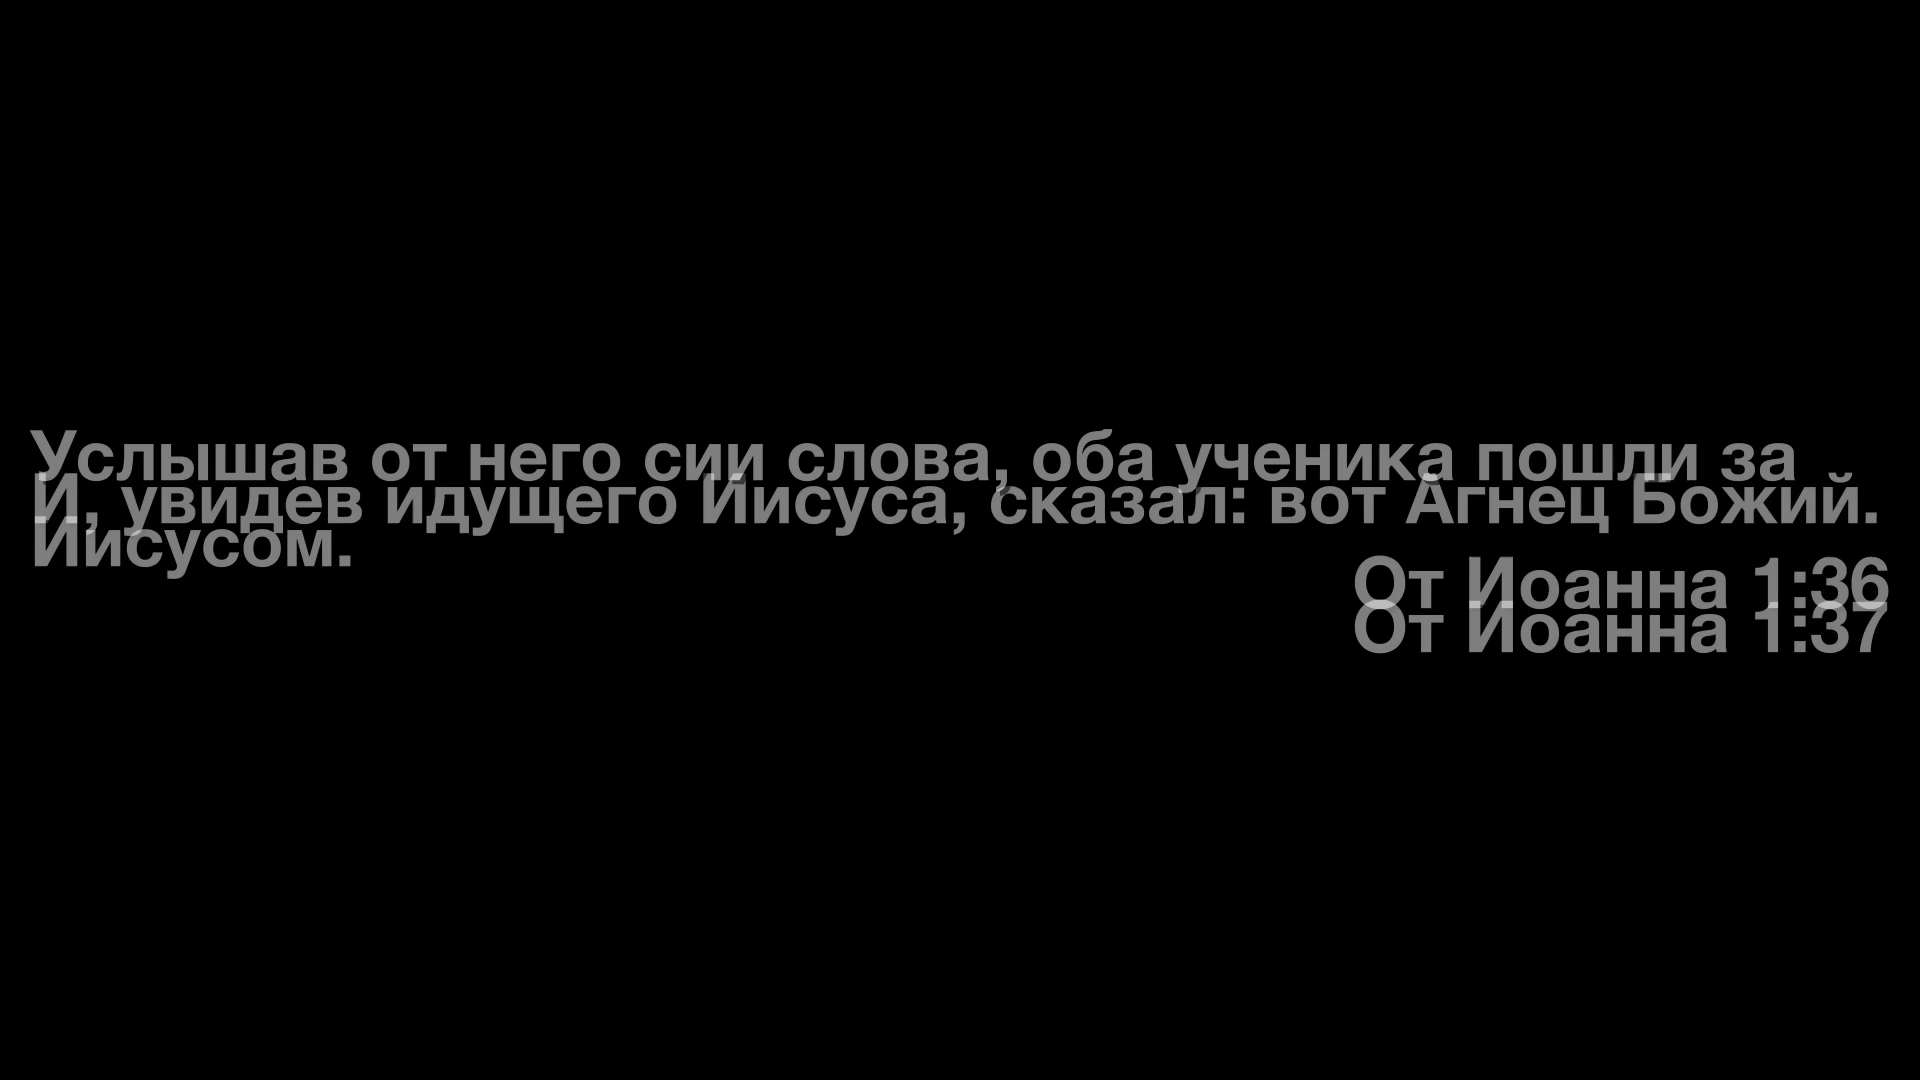 Услышав от него сии слова, оба ученика пошли за
И, увидев идущего Иисуса, сказал: вот Агнец Божий.
Иисусом.
От Иоанна 1:36
От Иоанна 1:37